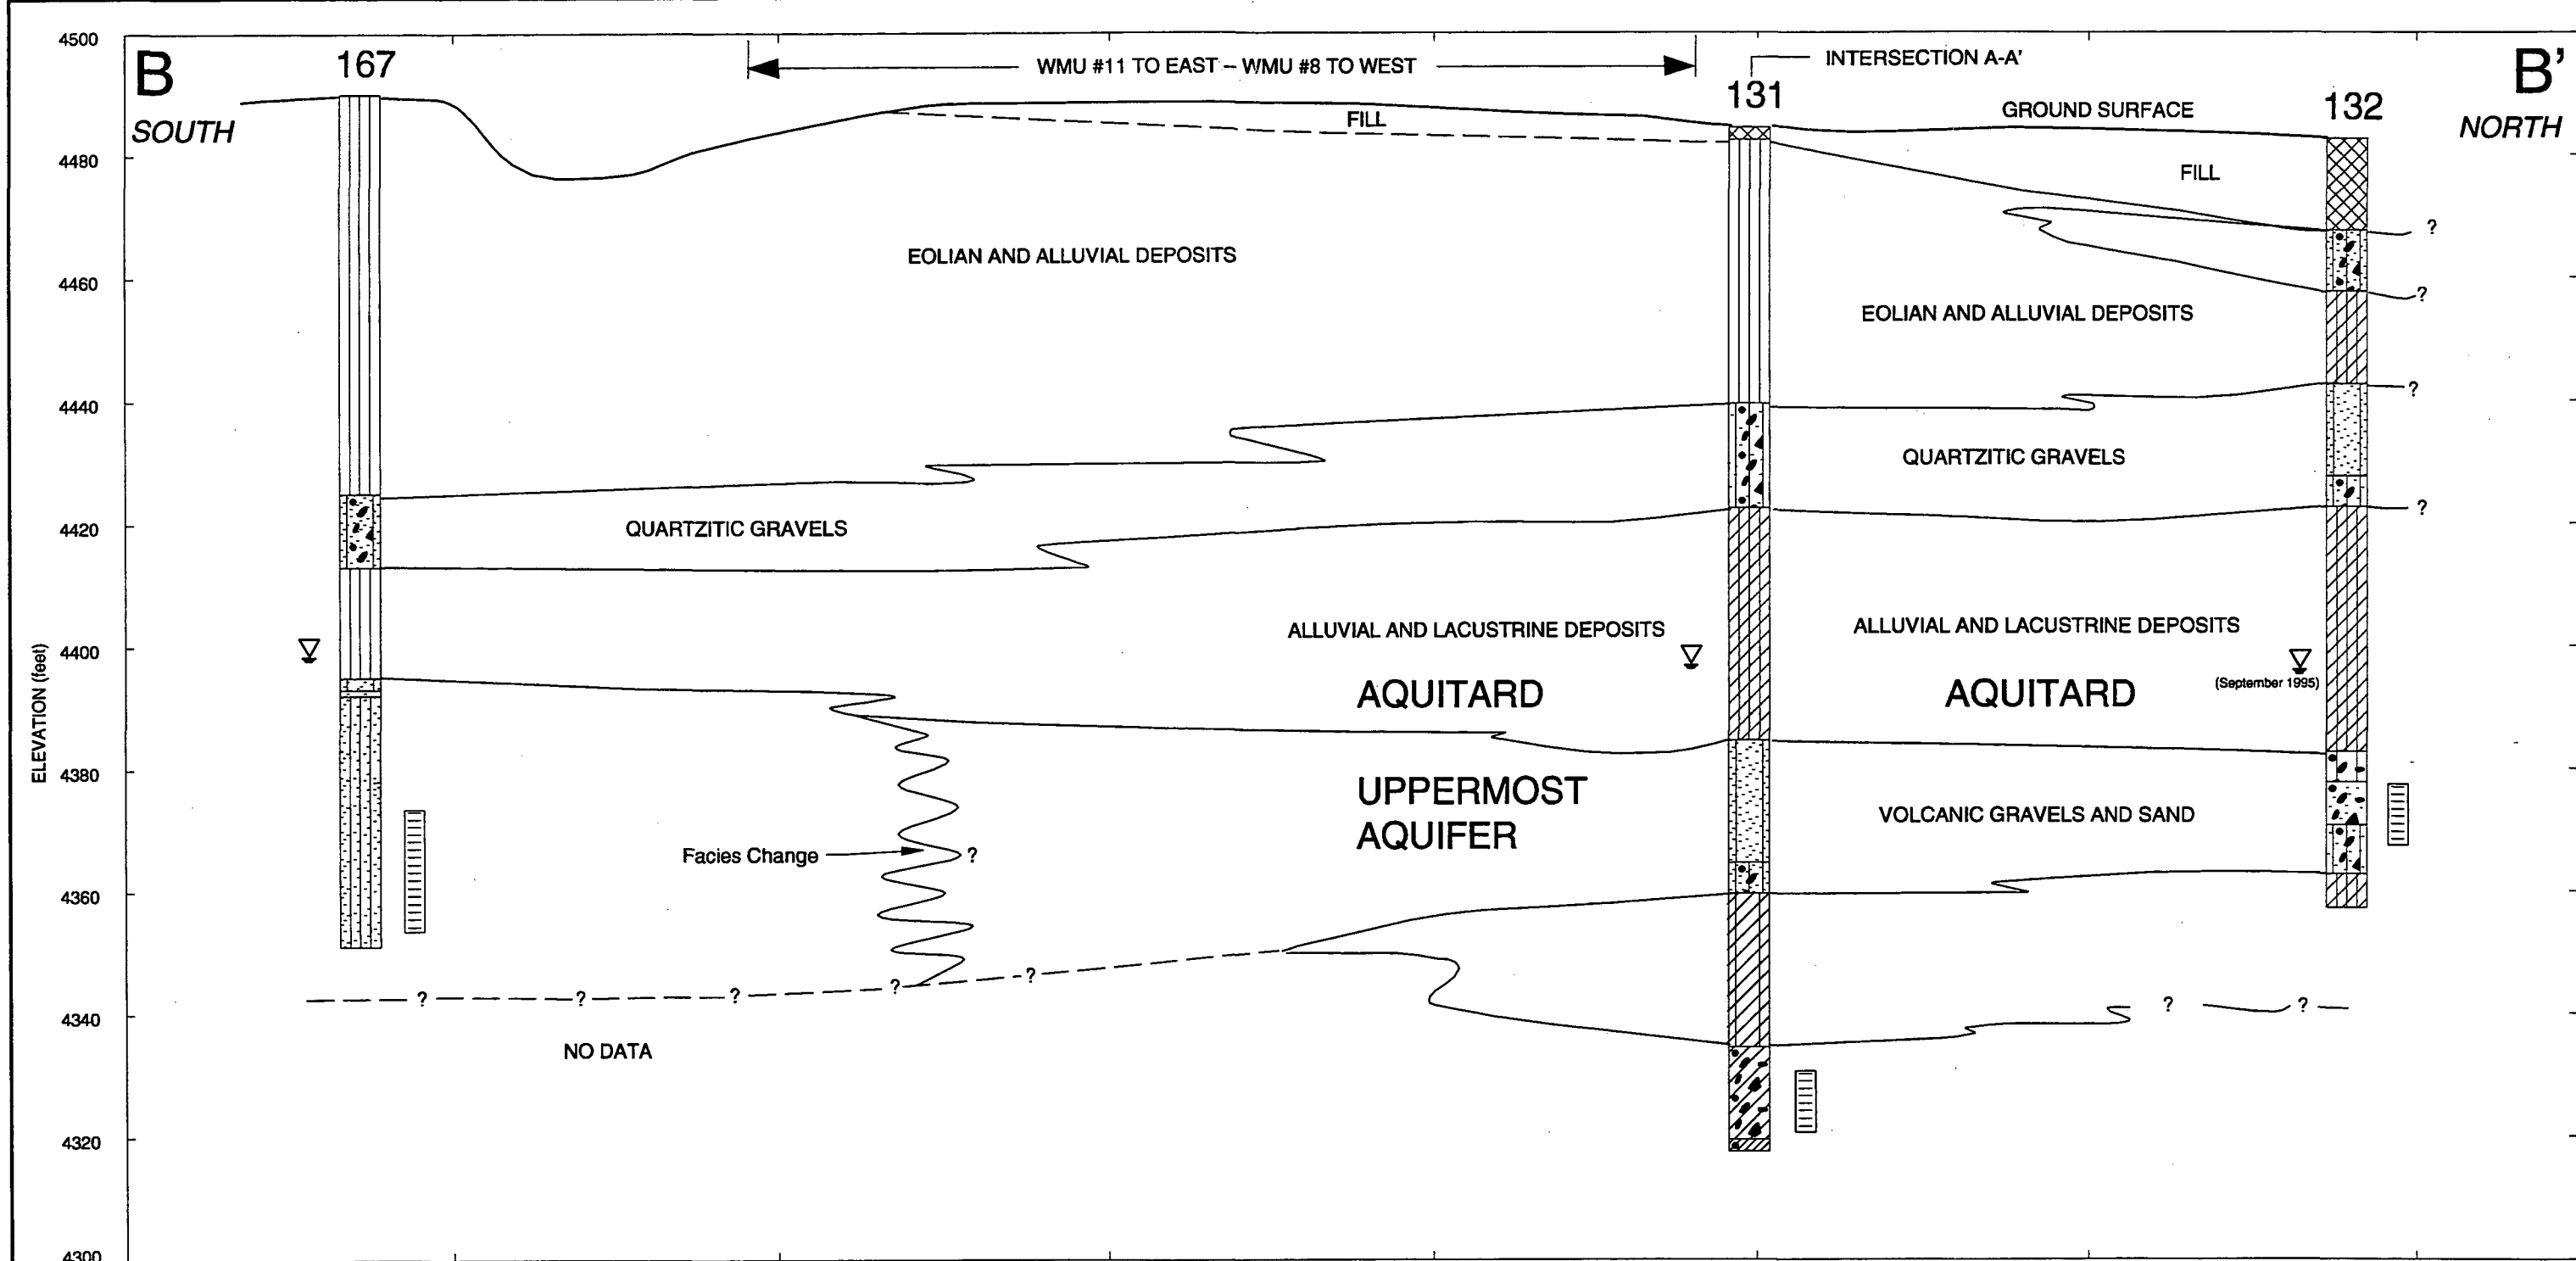 4500
B
167
WMU #11 TO EAST – WMU #8 TO WEST
INTERSECTION A-A'
B'
SOUTH
131
GROUND SURFACE
132
NORTH
FILL
4480
FILL
EOLIAN AND ALLUVIAL DEPOSITS
?
4460
?
EOLIAN AND ALLUVIAL DEPOSITS
?
4440
QUARTZITIC GRAVELS
?
4420
QUARTZITIC GRAVELS
ALLUVIAL AND LACUSTRINE DEPOSITS
ALLUVIAL AND LACUSTRINE DEPOSITS
4400
ELEVATION (feet)
(September 1995)
AQUITARD
AQUITARD
4380
UPPERMOST
AQUIFER
VOLCANIC GRAVELS AND SAND
Facies Change
?
4360
? ? ? ? ?
? ?
4340
NO DATA
4320
4300